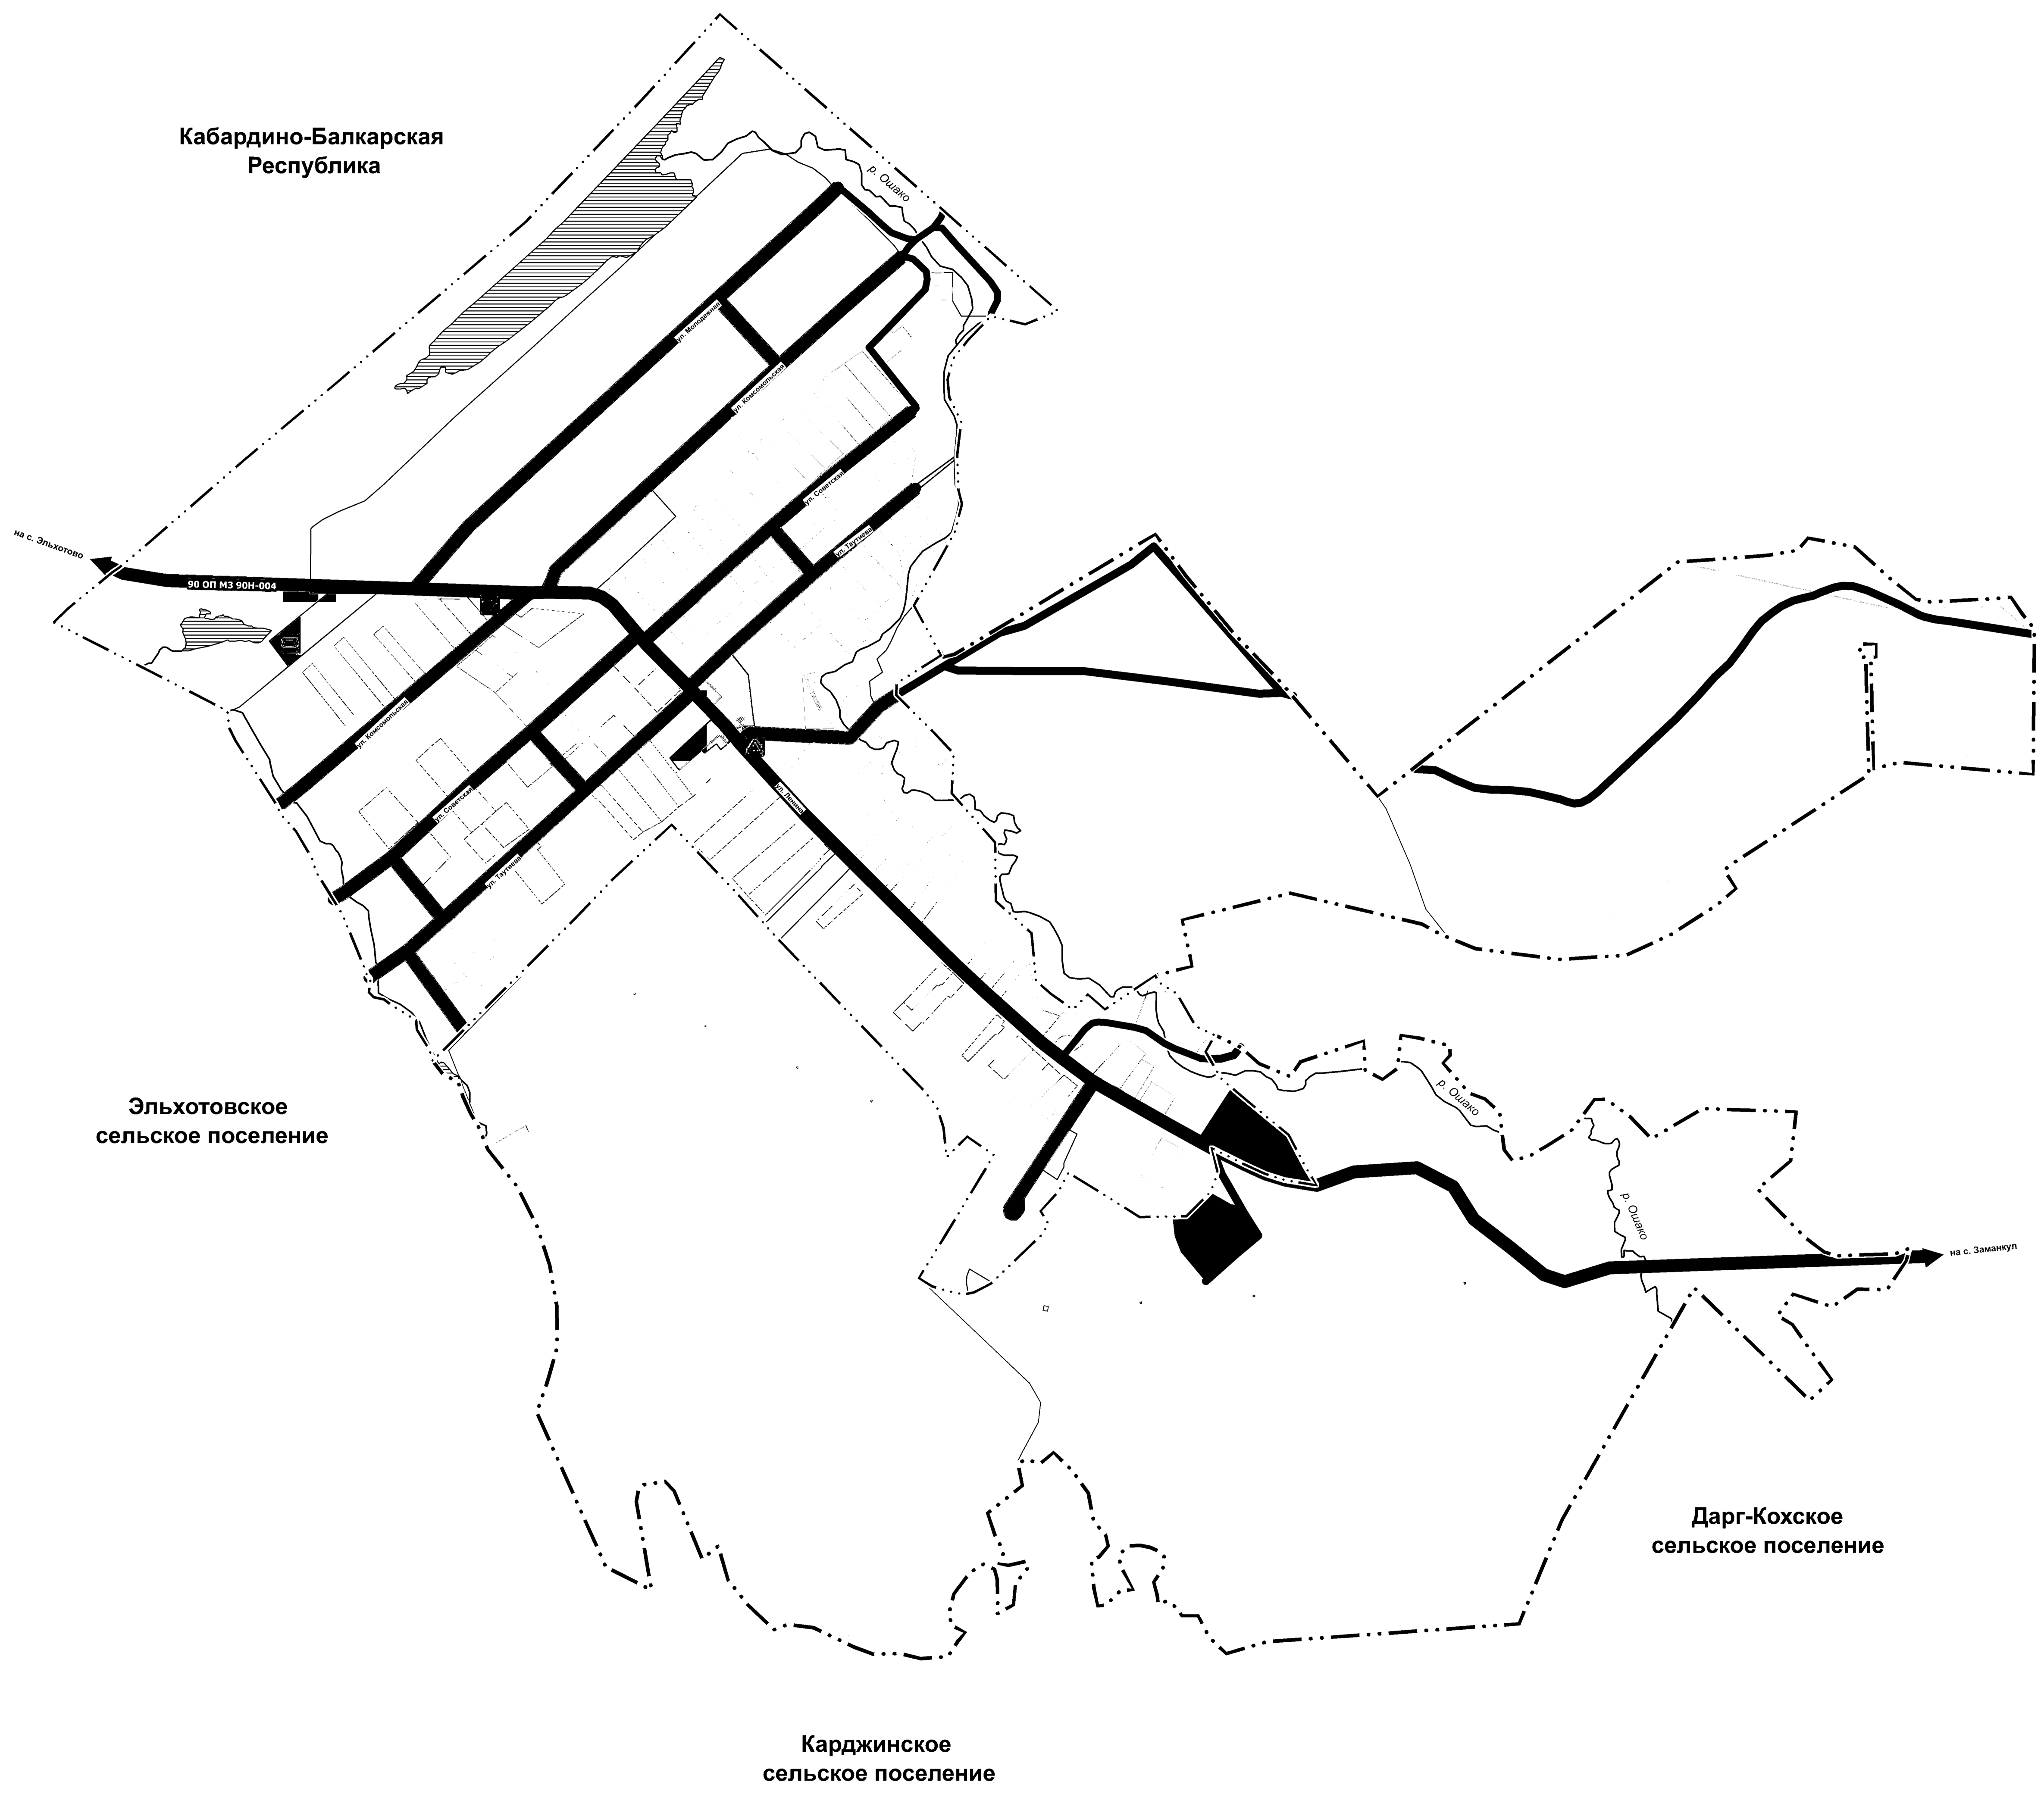 Кабардино-Балкарская
Республика
р. Ошако
ул. Молодежная
ул. Комсомольская
ул. Советская
ул. Таутиева
на с. Эльхотово
90 ОП МЗ 90Н-004
ул. Комсомольская
ул. Ленина
ул. Советская
ул. Таутиева
Эльхотовское
сельское поселение
р. Ошако
р. Ошако
на с. Заманкул
Дарг-Кохское
сельское поселение
Карджинское
сельское поселение